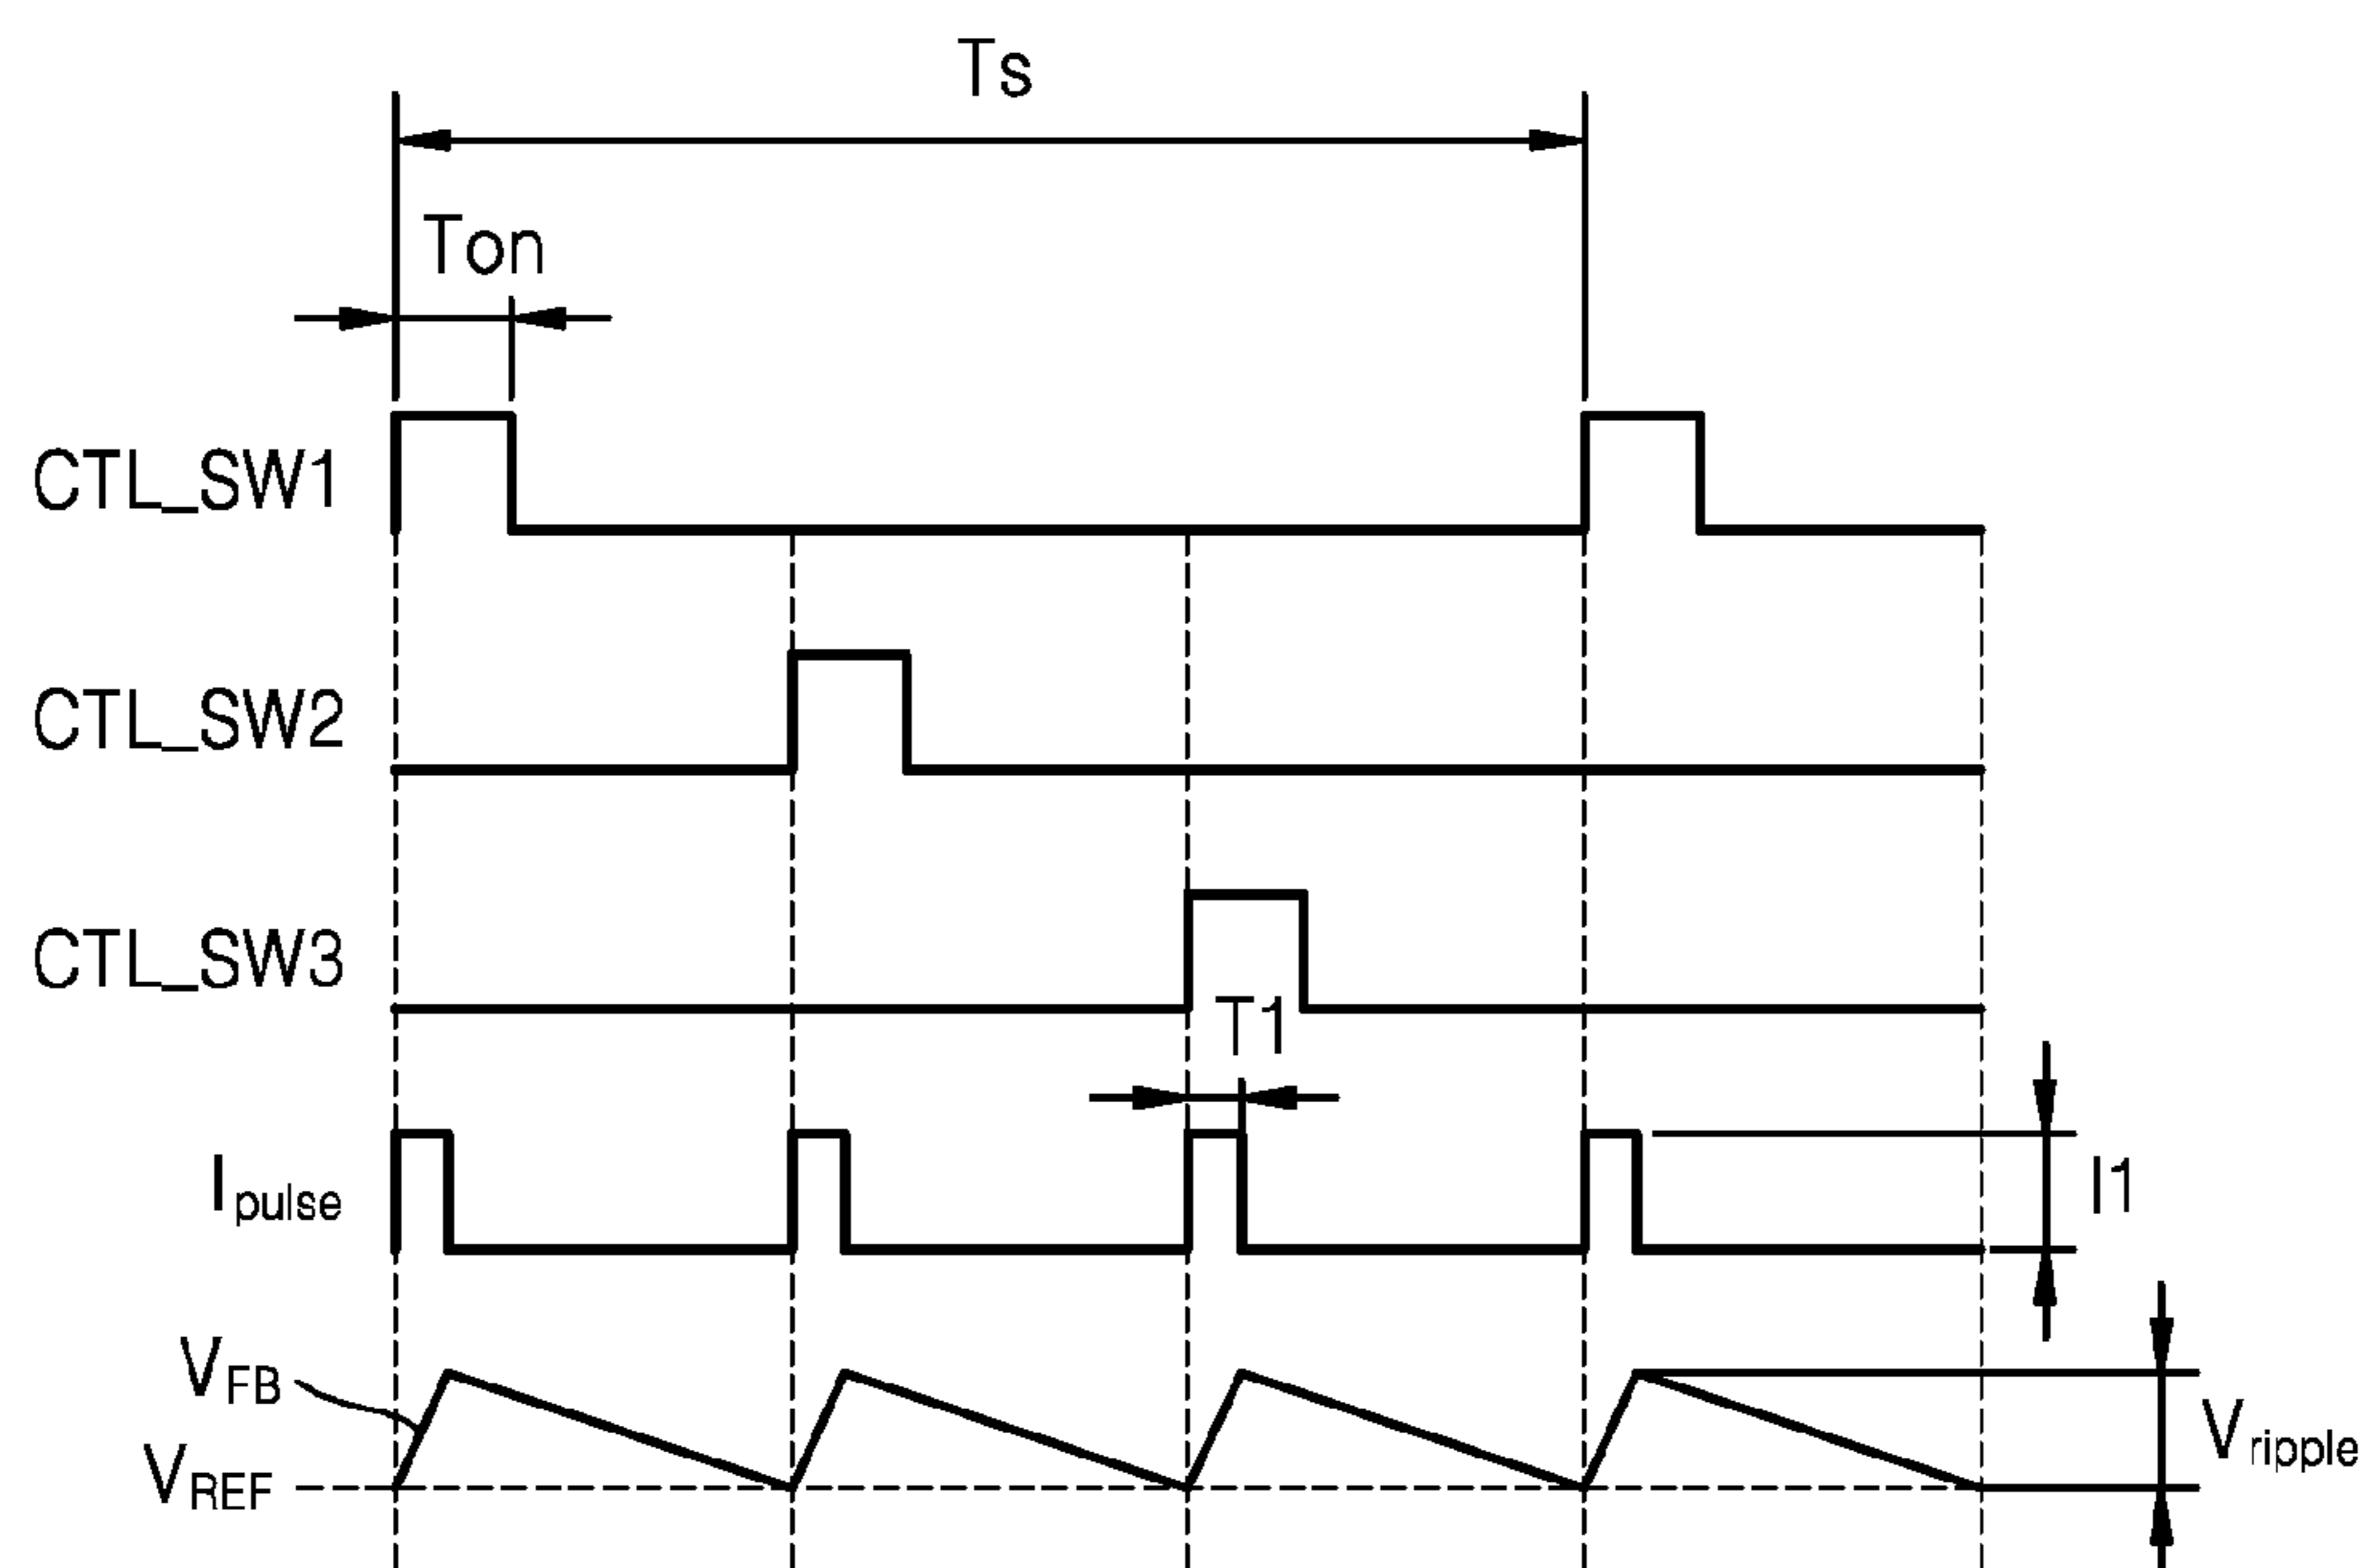 Ts
Ton
CTL_SW1
CTL_SW2
CTL_SW3
T1
Ipulse
I1
VFB
VREF
Vripple